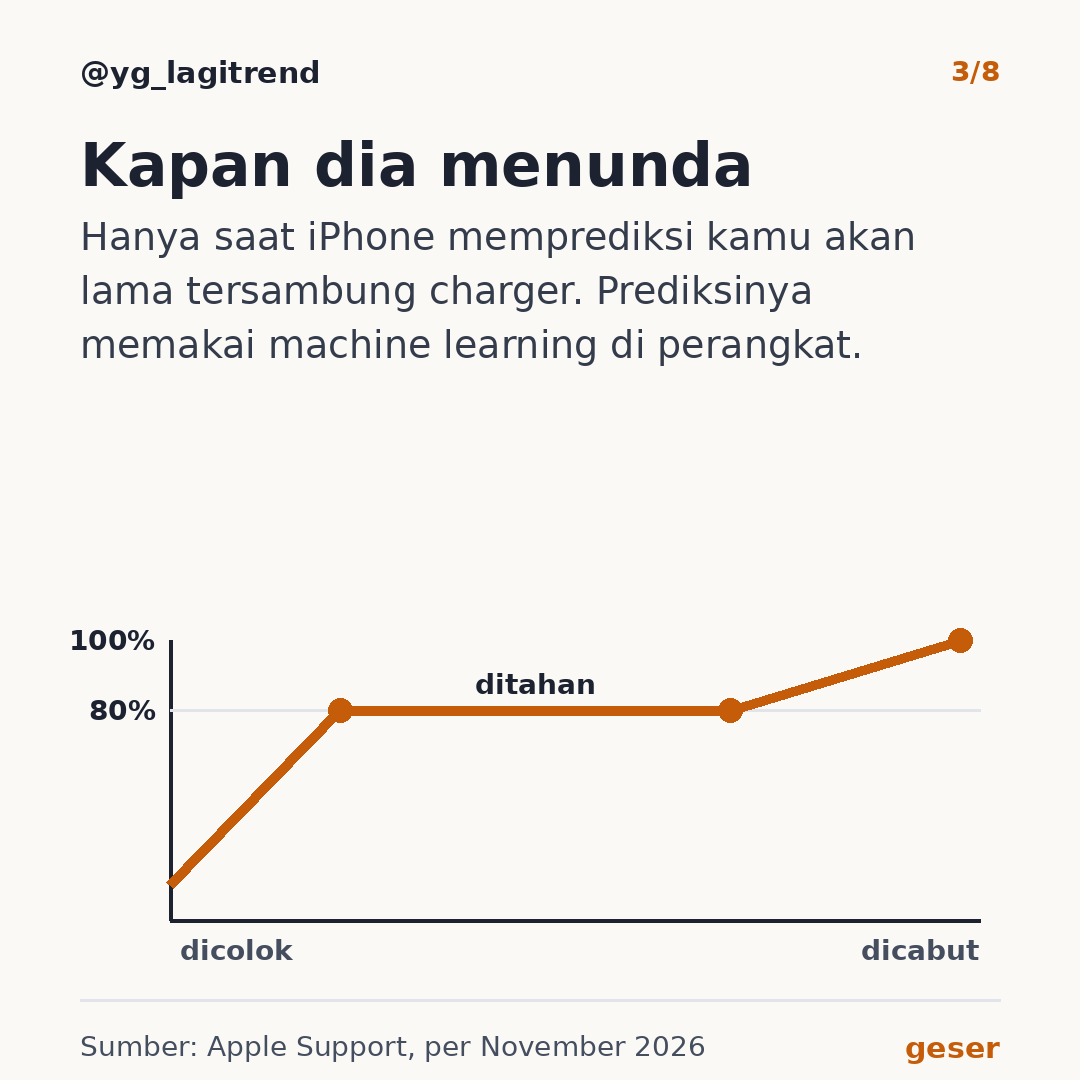 @yg_lagitrend
3/8
Kapan dia menunda
Hanya saat iPhone memprediksi kamu akan
lama tersambung charger. Prediksinya
memakai machine learning di perangkat.
100%
ditahan
80%
dicolok
dicabut
Sumber: Apple Support, per November 2026
geser